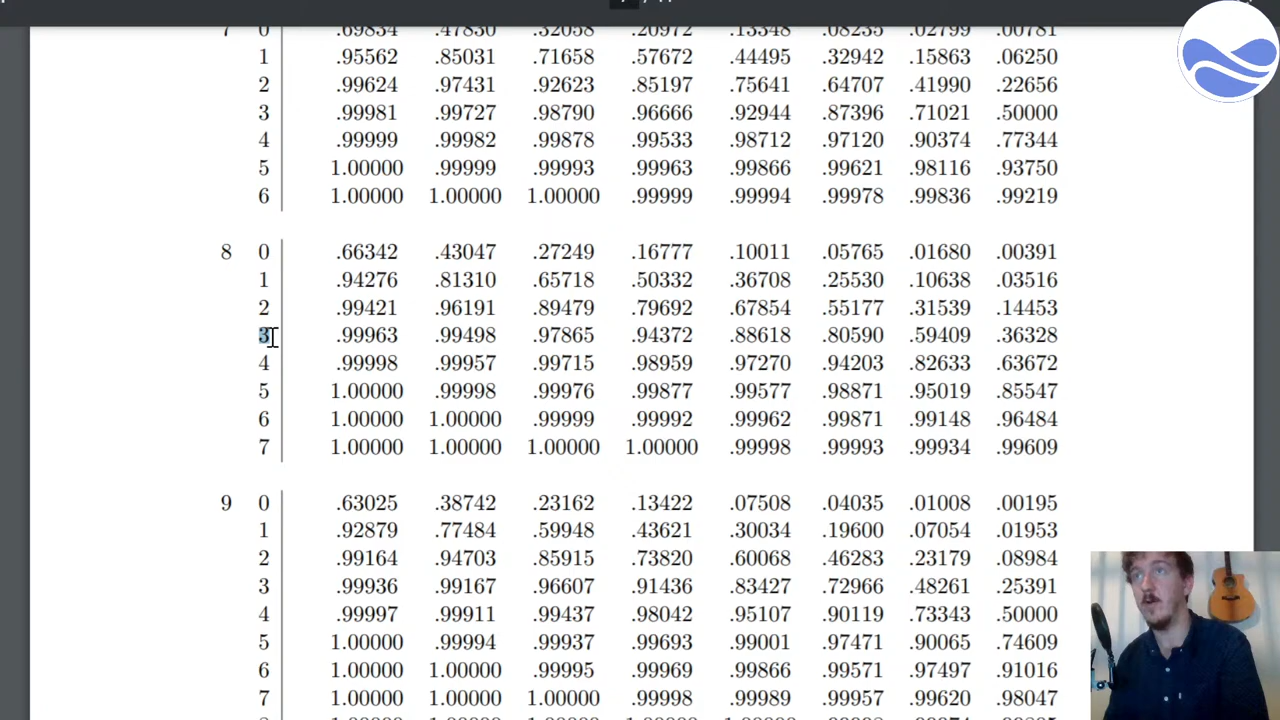 7 0 .69834 .47830 .32058 .20972 .13348 .08235 .02799 .00781
1 .95562 .85031 .71658 .57672 .44495 .32942 .15863 .06250
2 .99624 .97431 .92623 .85197 .75641 .64707 .41990 .22656
3 .99981 .99727 .98790 .96666 .92944 .87396 .71021 .50000
4 .99999 .99982 .99878 .99533 .98712 .97120 .90374 .77344
5 1.00000 .99999 .99993 .99963 .99866 .99621 .98116 .93750
6 1.00000 1.00000 1.00000 .99999 .99994 .99978 .99836 .99219
8 0 .66342 .43047 .27249 .16777 .10011 .05765 .01680 .00391
1 .94276 .81310 .65718 .50332 .36708 .25530 .10638 .03516
2 .99421 .96191 .89479 .79692 .67854 .55177 .31539 .14453
3 .99963 .99498 .97865 .94372 .88618 .80590 .59409 .36328
4 .99998 .99957 .99715 .98959 .97270 .94203 .82633 .63672
5 1.00000 .99998 .99976 .99877 .99577 .98871 .95019 .85547
6 1.00000 1.00000 .99999 .99992 .99962 .99871 .99148 .96484
7 1.00000 1.00000 1.00000 1.00000 .99998 .99993 .99934 .99609
9 0 .63025 .38742 .23162 .13422 .07508 .04035 .01008 .00195
1 .92879 .77484 .59948 .43621 .30034 .19600 .07054 .01953
2 .99164 .94703 .85915 .73820 .60068 .46283 .23179 .08984
3 .99936 .99167 .96607 .91436 .83427 .72966 .48261 .25391
4 .99997 .99911 .99437 .98042 .95107 .90119 .73343 .50000
5 1.00000 .99994 .99937 .99693 .99001 .97471 .90065 .74609
6 1.00000 1.00000 .99995 .99969 .99866 .99571 .97497 .91016
7 1.00000 1.00000 1.00000 .99998 .99989 .99957 .99620 .98047